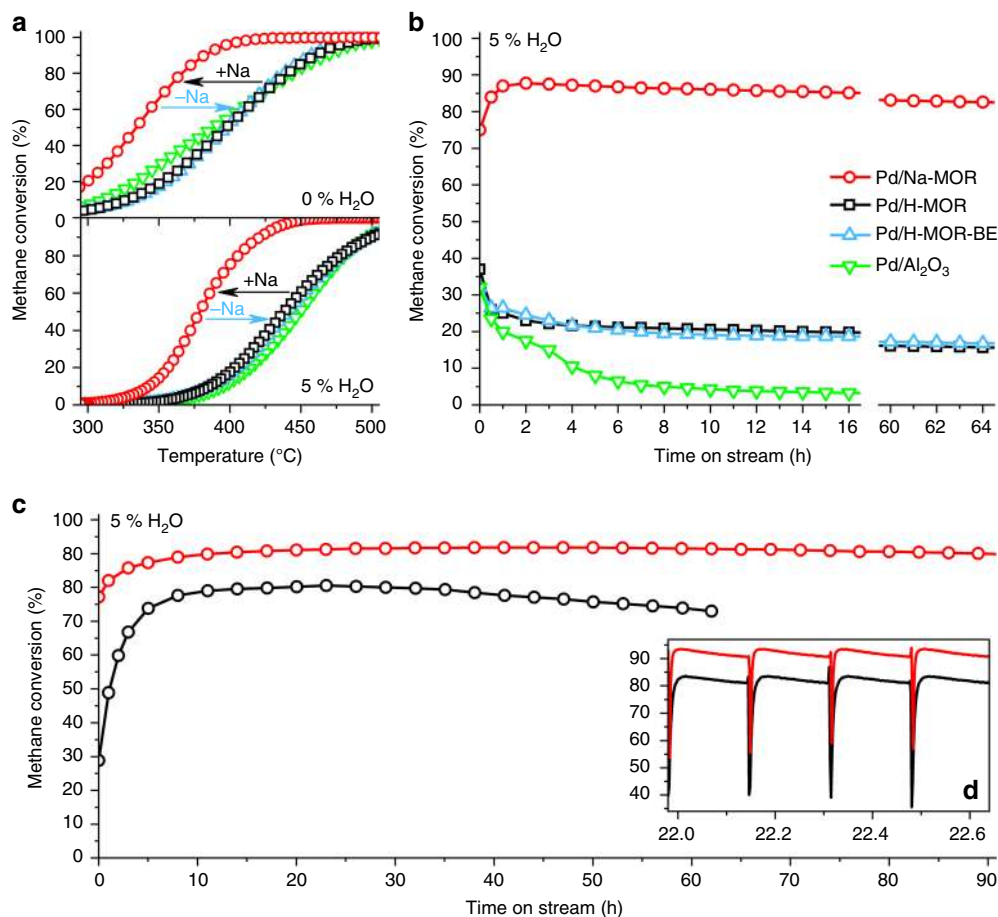 a
100
80
60
40
20
0
+Na
−Na
0 % H₂O
80
60
40
20
0
+Na
−Na
5 % H₂O
300
350
400
450
500
Temperature (°C)
Methane conversion (%)
Methane conversion (%)
b
5 % H₂O
100
90
80
70
60
50
40
30
20
10
0
Pd/Na-MOR
Pd/H-MOR
Pd/H-MOR-BE
Pd/Al₂O₃
0 2 4 6 8 10 12 14 16 60 62 64
Time on stream (h)
Methane conversion (%)
c
5 % H₂O
100
80
80
70
60
50
40
30
20
10
0
0 10 20 30 40 50 60 70 80 90
Time on stream (h)
Methane conversion (%)
90
80
70
60
50
40
d
22.0 22.2 22.4 22.6